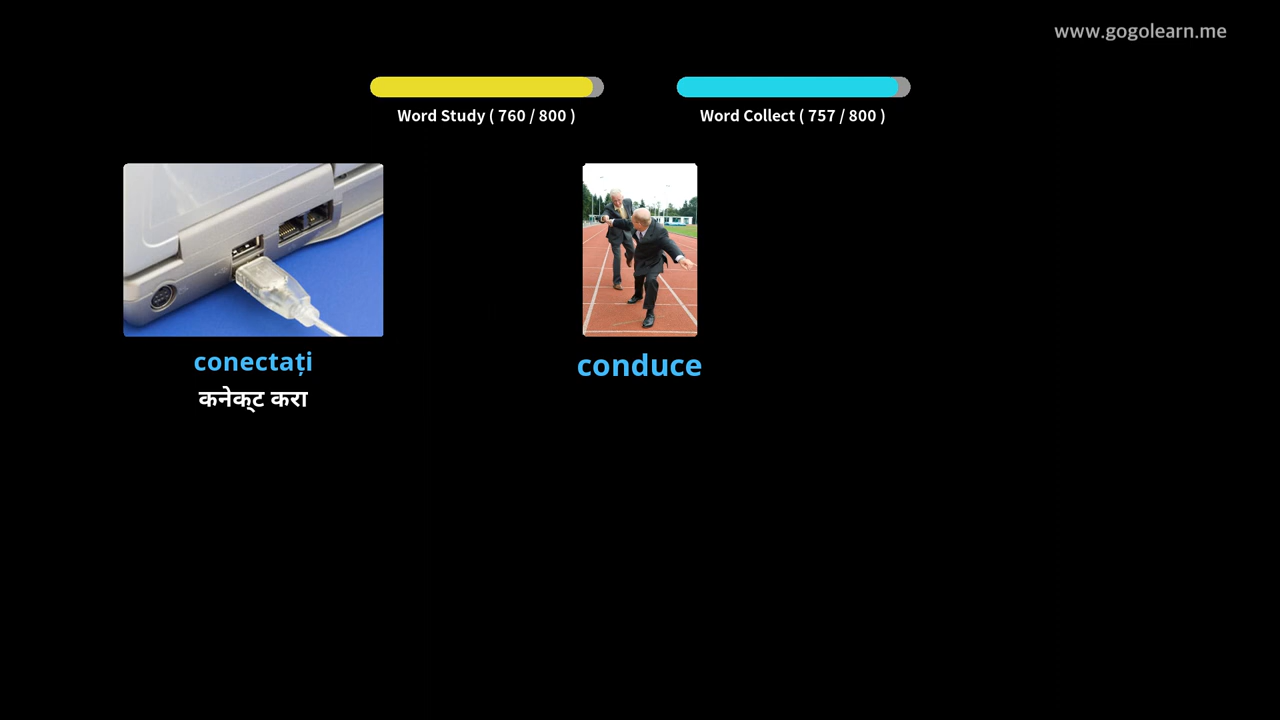 www.gogolearn.me
Word Study ( 760 / 800 )
Word Collect ( 757 / 800 )
conectați
कनेक्ट करा
conduce